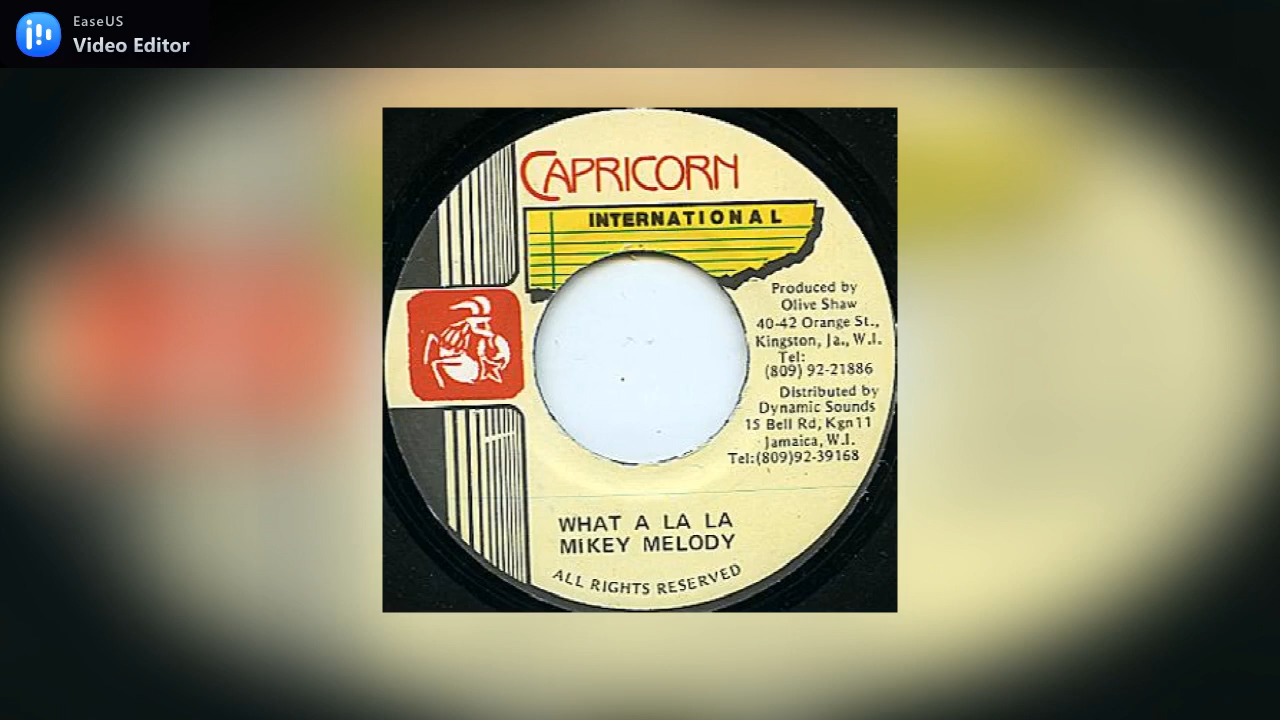 EaseUS
Video Editor
CAPRICORN
INTERNATIONAL
Produced by
Olive Shaw
40-42 Orange St.,
Kingston, Ja., W.I.
Tel:
(809) 92-21886
Distributed by
Dynamic Sounds
15 Bell Rd, Kgn11
Jamaica, W.I.
Tel:(809)92-39168
WHAT A LA LA
MIKEY MELODY
ALL RIGHTS RESERVED